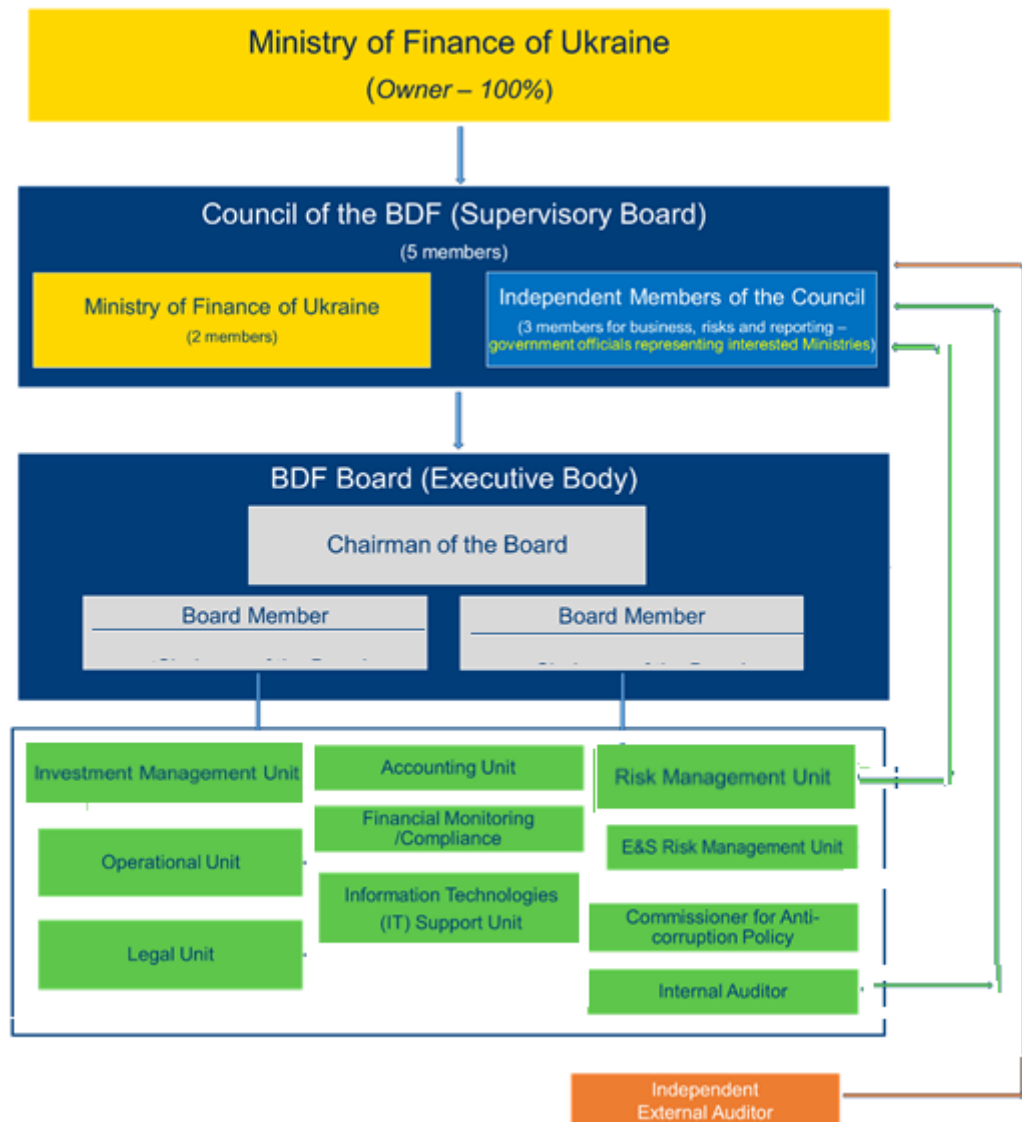 Ministry of Finance of Ukraine
(Owner – 100%)
Council of the BDF (Supervisory Board)
(5 members)
Ministry of Finance of Ukraine
(2 members)
Independent Members of the Council
(3 members for business, risks and reporting –
government officials representing interested Ministries)
BDF Board (Executive Body)
Chairman of the Board
Board Member
Board Member
Investment Management Unit
Operational Unit
Legal Unit
Accounting Unit
Financial Monitoring
/Compliance
Information Technologies
(IT) Support Unit
Risk Management Unit
E&S Risk Management Unit
Commissioner for Anti-
corruption Policy
Internal Auditor
Independent
External Auditor